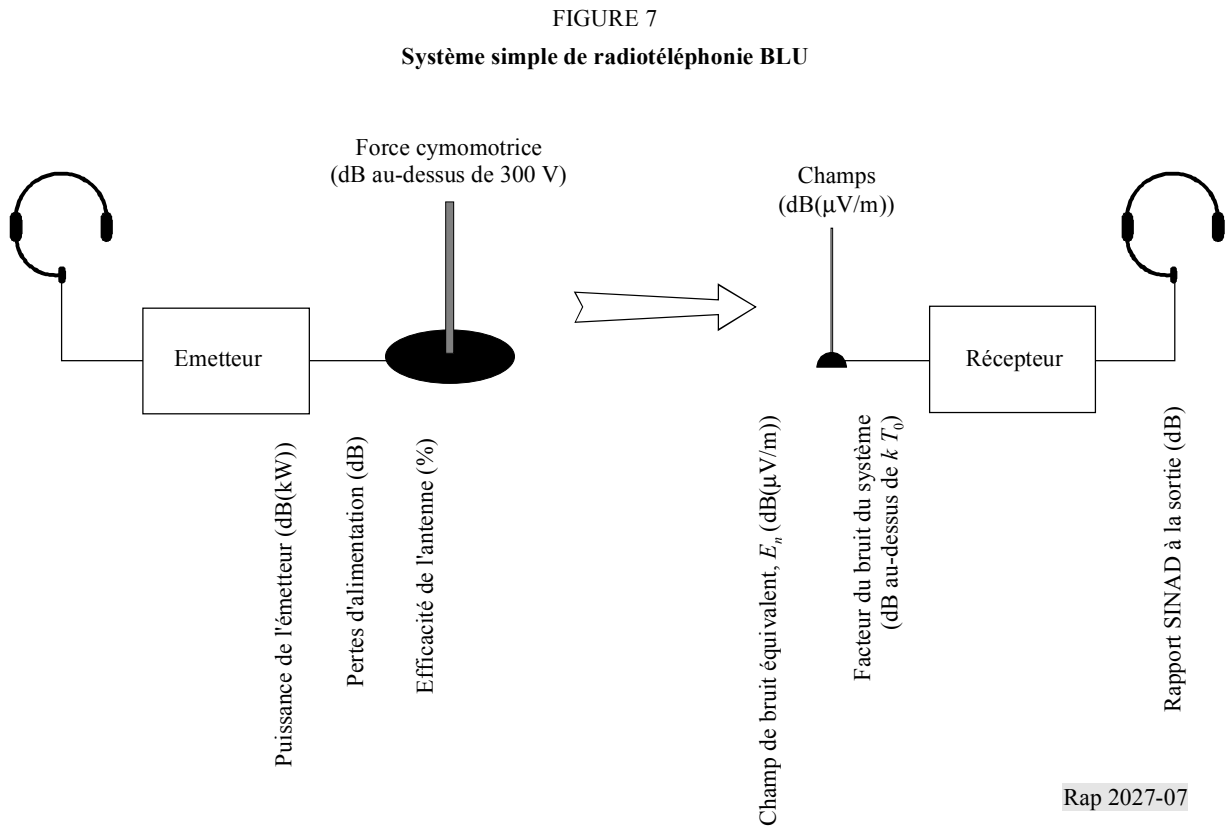 FIGURE 7
Système simple de radiotéléphonie BLU
Force cymomotrice
(dB au-dessus de 300 V)
Champs
(dB(µV/m))
Emetteur
Récepteur
Puissance de l'émetteur (dB(kW))
Pertes d'alimentation (dB)
Efficacité de l'antenne (%)
Champ de bruit équivalent, Eₙ (dB(µV/m))
Facteur du bruit du système
(dB au-dessus de k T₀)
Rapport SINAD à la sortie (dB)
Rap 2027-07